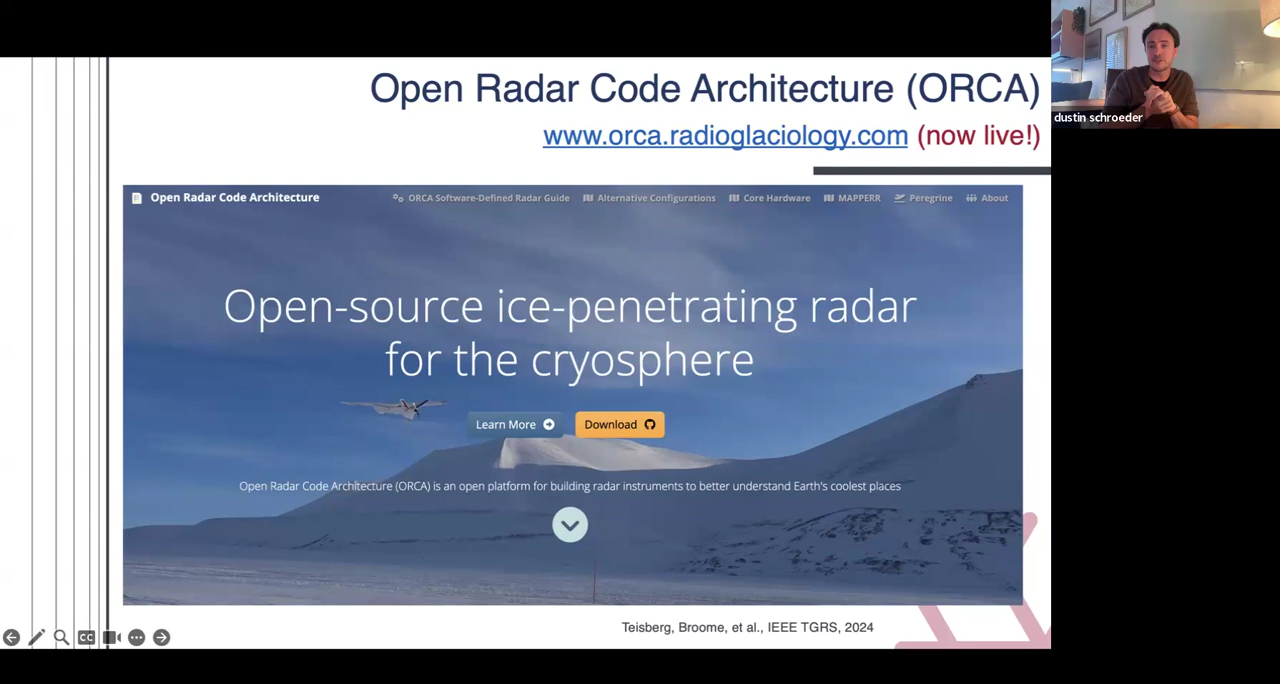 Open Radar Code Architecture (ORCA)
www.orca.radioglaciology.com (now live!)
dustin schroeder
Open Radar Code Architecture
ORCA Software-Defined Radar Guide
Alternative Configurations
Core Hardware
MAPPERR
Peregrine
About
Open-source ice-penetrating radar
for the cryosphere
Learn More
Download
Open Radar Code Architecture (ORCA) is an open platform for building radar instruments to better understand Earth's coolest places
Teisberg, Broome, et al., IEEE TGRS, 2024
CC